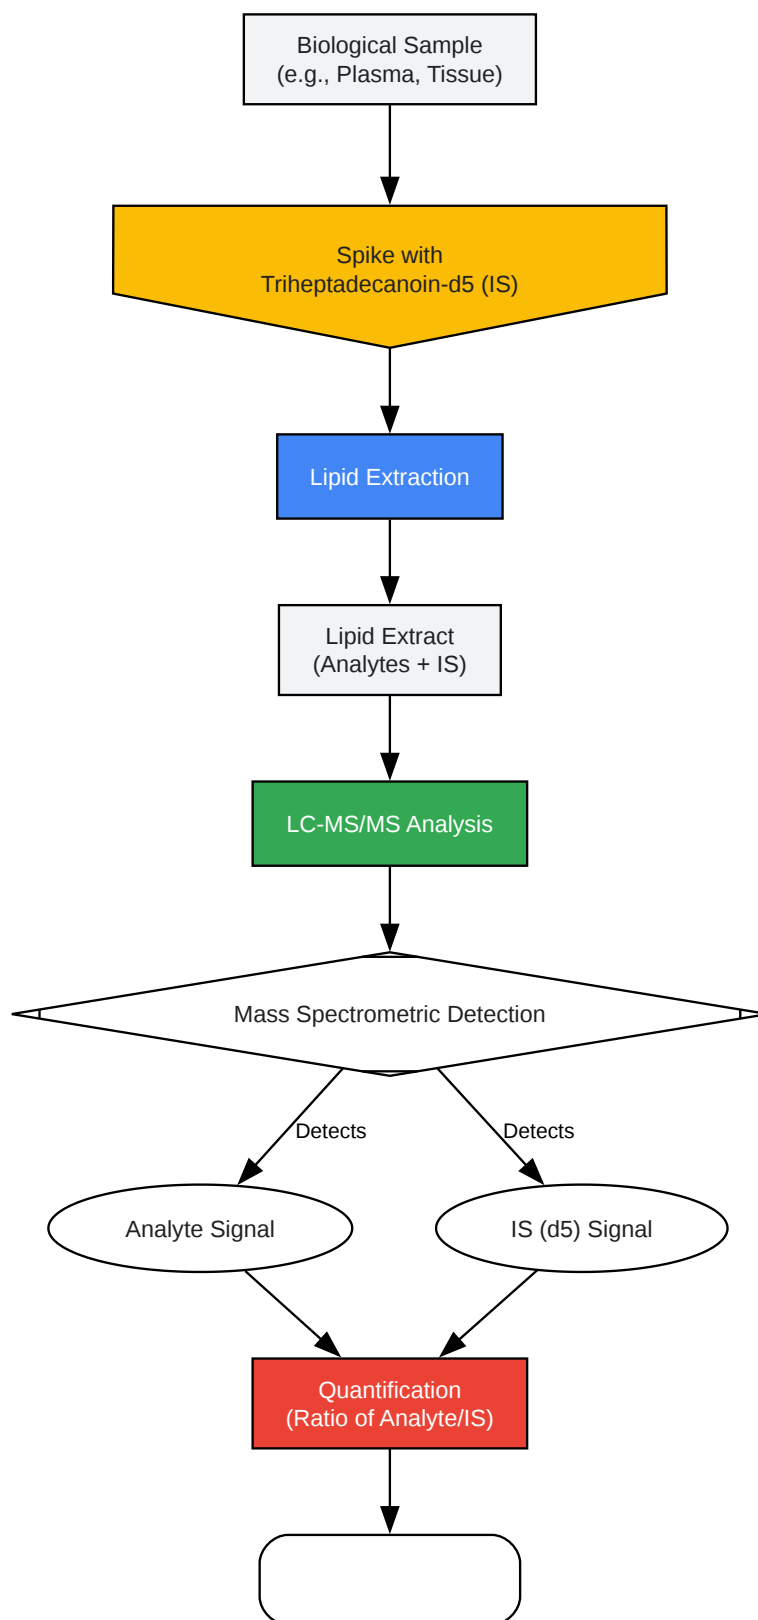 Biological Sample
(e.g., Plasma, Tissue)
Spike with
Triheptadecanoin-d5 (IS)
Lipid Extraction
Lipid Extract
(Analytes + IS)
LC-MS/MS Analysis
Mass Spectrometric Detection
Detects
Detects
Analyte Signal
IS (d5) Signal
Quantification
(Ratio of Analyte/IS)